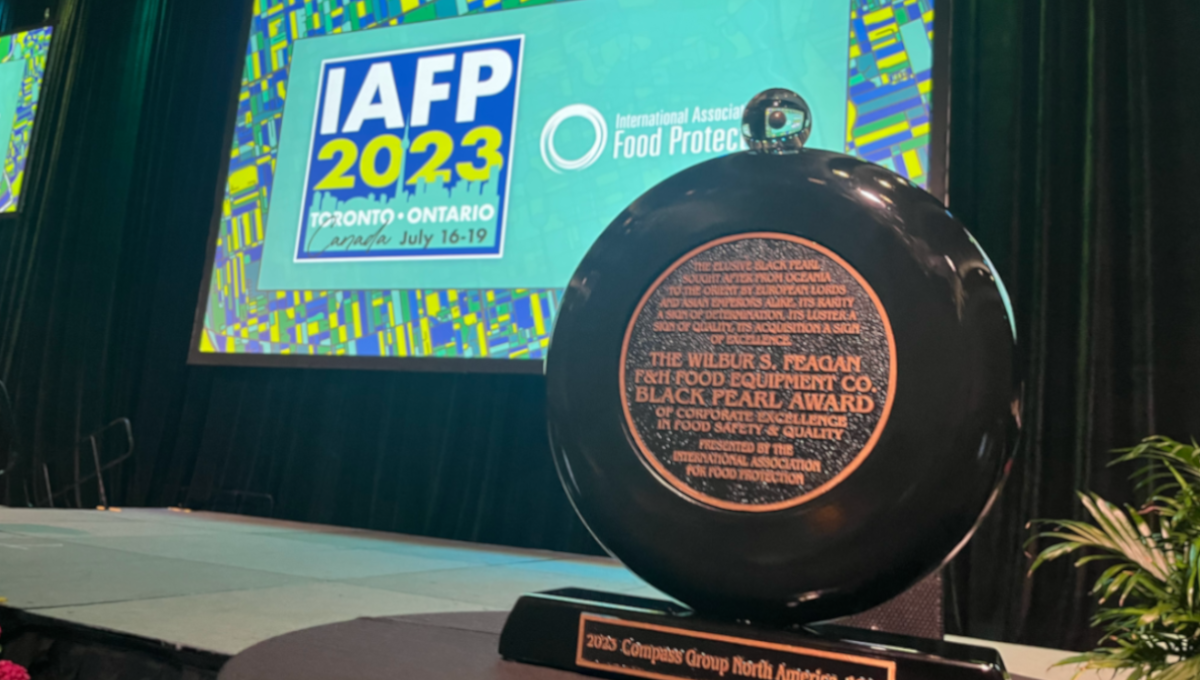 IAFP
2023
TORONTO • ONTARIO
Canada July 16-19
International Associat
Food Protec
THE ELUSIVE BLACK PEARL
SOUGHT AFTER FROM OCEANIA
TO THE ORIENT BY EUROPEAN LORDS
AND ASIAN EMPERORS ALIKE. ITS RARITY
A SIGN OF DETERMINATION, ITS LUSTER A
SIGN OF QUALITY, ITS ACQUISITION A SIGN
OF EXCELLENCE.
THE WILBUR S. FEAGAN
F&H FOOD EQUIPMENT CO.
BLACK PEARL AWARD
OF CORPORATE EXCELLENCE
IN FOOD SAFETY & QUALITY
PRESENTED BY THE
INTERNATIONAL ASSOCIATION
FOR FOOD PROTECTION
2023 Compass Group North America